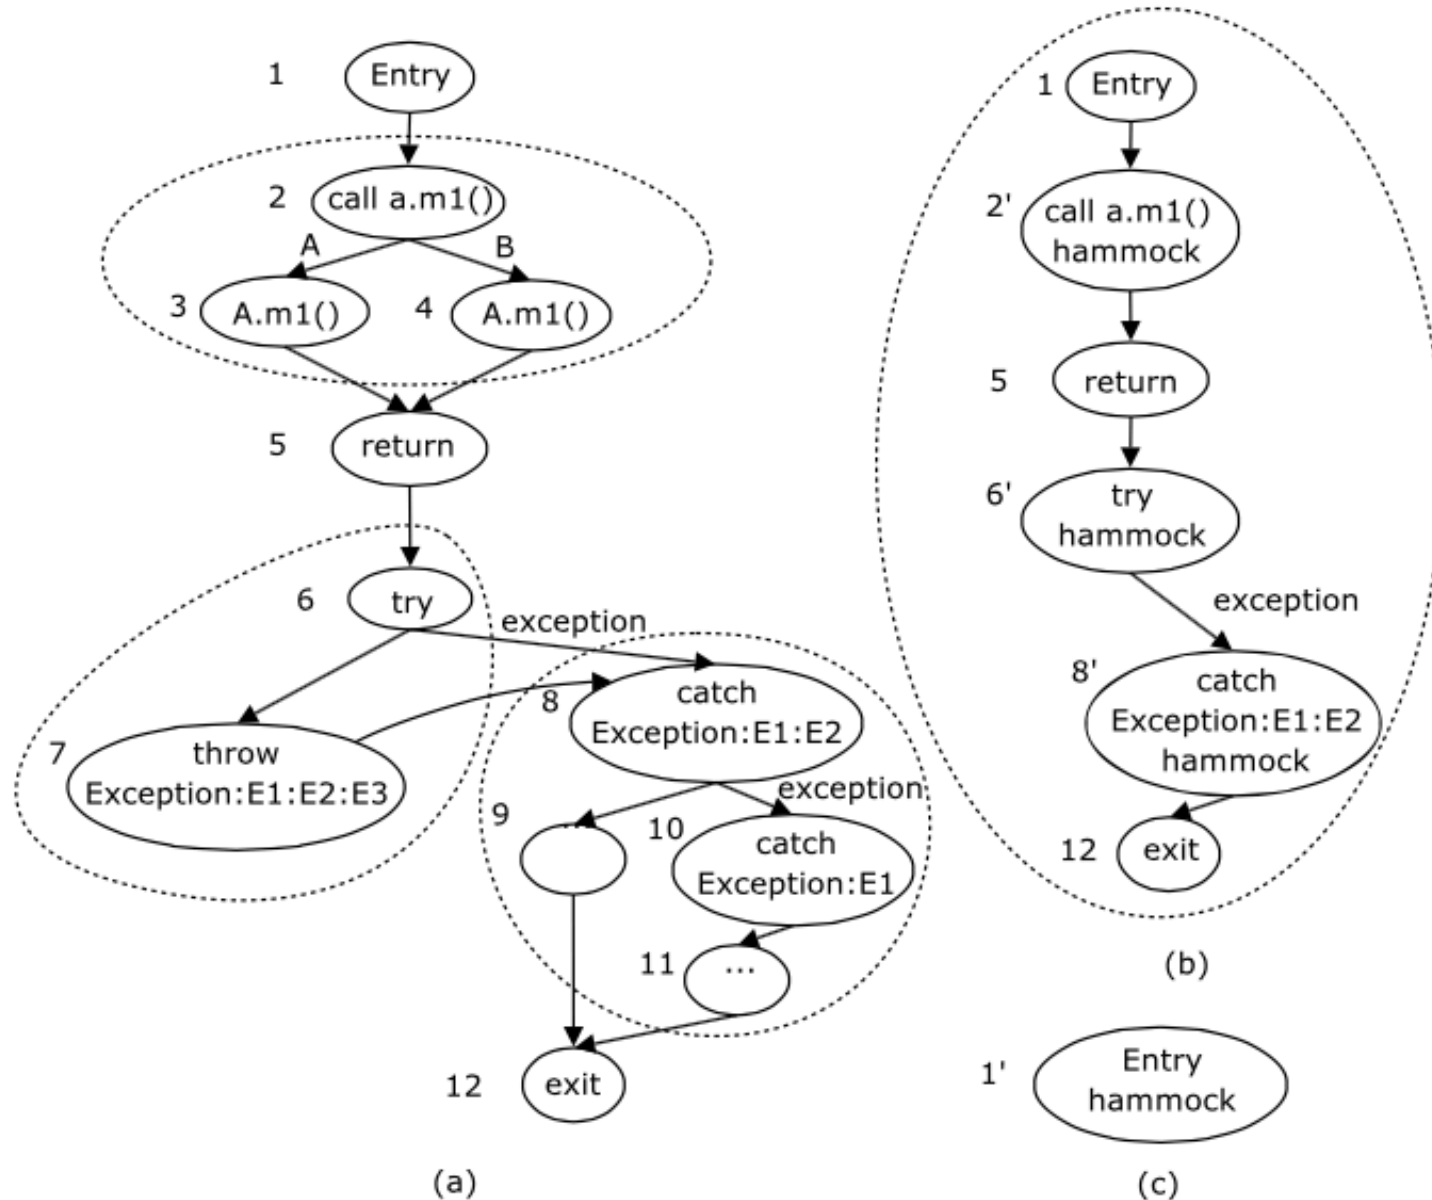 1
Entry
2
call a.m1()
A
B
3
A.m1()
4
A.m1()
5
return
6
try
exception
7
throw
Exception:E1:E2:E3
8
catch
Exception:E1:E2
exception
9
...
10
catch
Exception:E1
11
...
12
exit
(a)
1
Entry
2'
call a.m1()
hammock
5
return
6'
try
hammock
exception
8'
catch
Exception:E1:E2
hammock
12
exit
(b)
1'
Entry
hammock
(c)